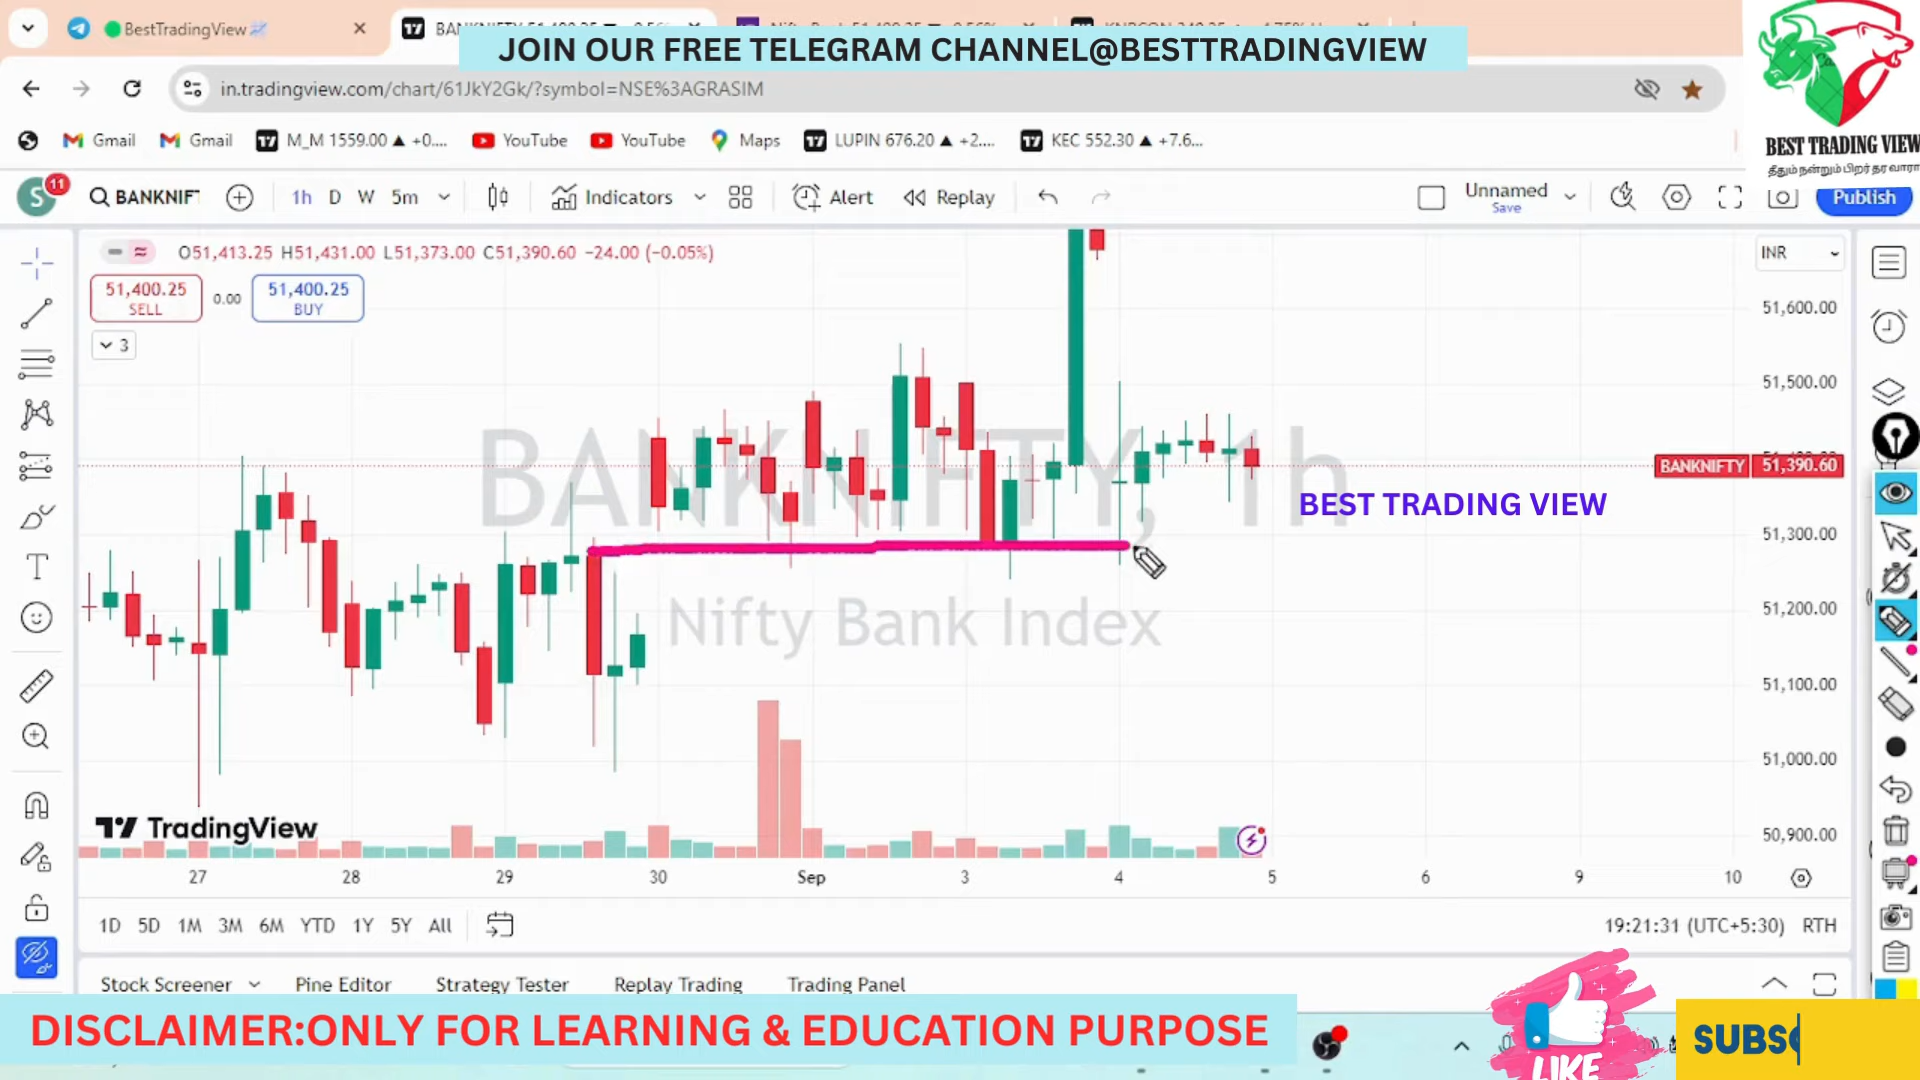 BestTradingView
JOIN OUR FREE TELEGRAM CHANNEL@BESTTRADINGVIEW
in.tradingview.com/chart/61JkY2Gk/?symbol=NSE%3AGRASIM
Gmail Gmail M_M 1559.00 ▲ +0.... YouTube YouTube Maps LUPIN 676.20 ▲ +2.... KEC 552.30 ▲ +7.6...
BEST TRADING VIEW
தீதும் நன்றும் பிறர் தர வாரா
S 11 BANKNIF 1h D W 5m Indicators Alert Replay Unnamed Publish
Save
O51,413.25 H51,431.00 L51,373.00 C51,390.60 −24.00 (−0.05%) INR
51,400.25 0.00 51,400.25
SELL BUY
3
51,600.00
51,500.00
BANKNIFTY, 1h
BANKNIFTY 51,390.60
BEST TRADING VIEW
51,300.00
Nifty Bank Index
51,200.00
51,100.00
51,000.00
TradingView
50,900.00
27 28 29 30 Sep 3 4 5 6 9 10
1D 5D 1M 3M 6M YTD 1Y 5Y All 19:21:31 (UTC+5:30) RTH
Stock Screener Pine Editor Strategy Tester Replay Trading Trading Panel
DISCLAIMER:ONLY FOR LEARNING & EDUCATION PURPOSE
LIKE
SUBS